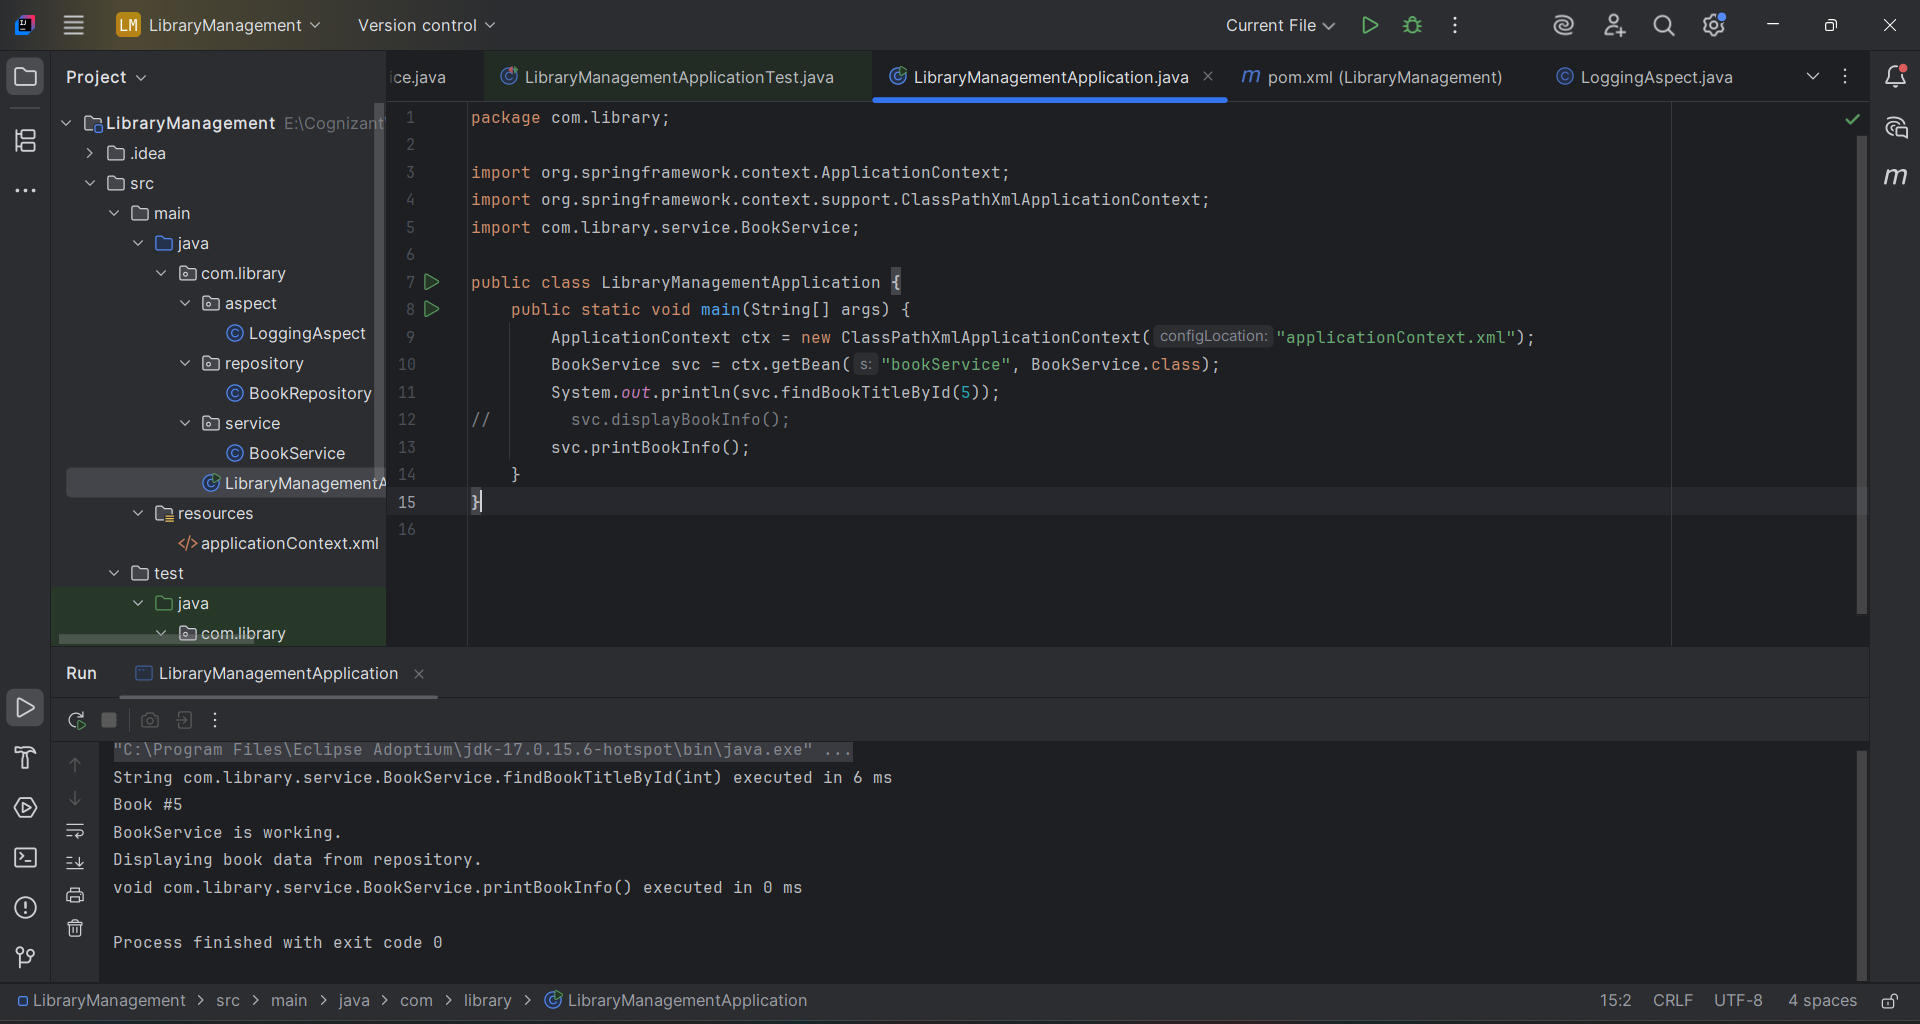 LM LibraryManagement Version control Current File
Project
ice.java LibraryManagementApplicationTest.java LibraryManagementApplication.java m pom.xml (LibraryManagement) LoggingAspect.java
LibraryManagement E:\Cognizant
.idea
src
main
java
com.library
aspect
LoggingAspect
repository
BookRepository
service
BookService
LibraryManagementA
resources
applicationContext.xml
test
java
com.library
1 package com.library;
2
3 import org.springframework.context.ApplicationContext;
4 import org.springframework.context.support.ClassPathXmlApplicationContext;
5 import com.library.service.BookService;
6
7 public class LibraryManagementApplication {
8 public static void main(String[] args) {
9 ApplicationContext ctx = new ClassPathXmlApplicationContext( configLocation: "applicationContext.xml");
10 BookService svc = ctx.getBean( s: "bookService", BookService.class);
11 System.out.println(svc.findBookTitleById(5));
12 // svc.displayBookInfo();
13 svc.printBookInfo();
14 }
15 }
16
m
Run LibraryManagementApplication
"C:\Program Files\Eclipse Adoptium\jdk-17.0.15.6-hotspot\bin\java.exe" ...
String com.library.service.BookService.findBookTitleById(int) executed in 6 ms
Book #5
BookService is working.
Displaying book data from repository.
void com.library.service.BookService.printBookInfo() executed in 0 ms
Process finished with exit code 0
LibraryManagement > src > main > java > com > library > LibraryManagementApplication 15:2 CRLF UTF-8 4 spaces